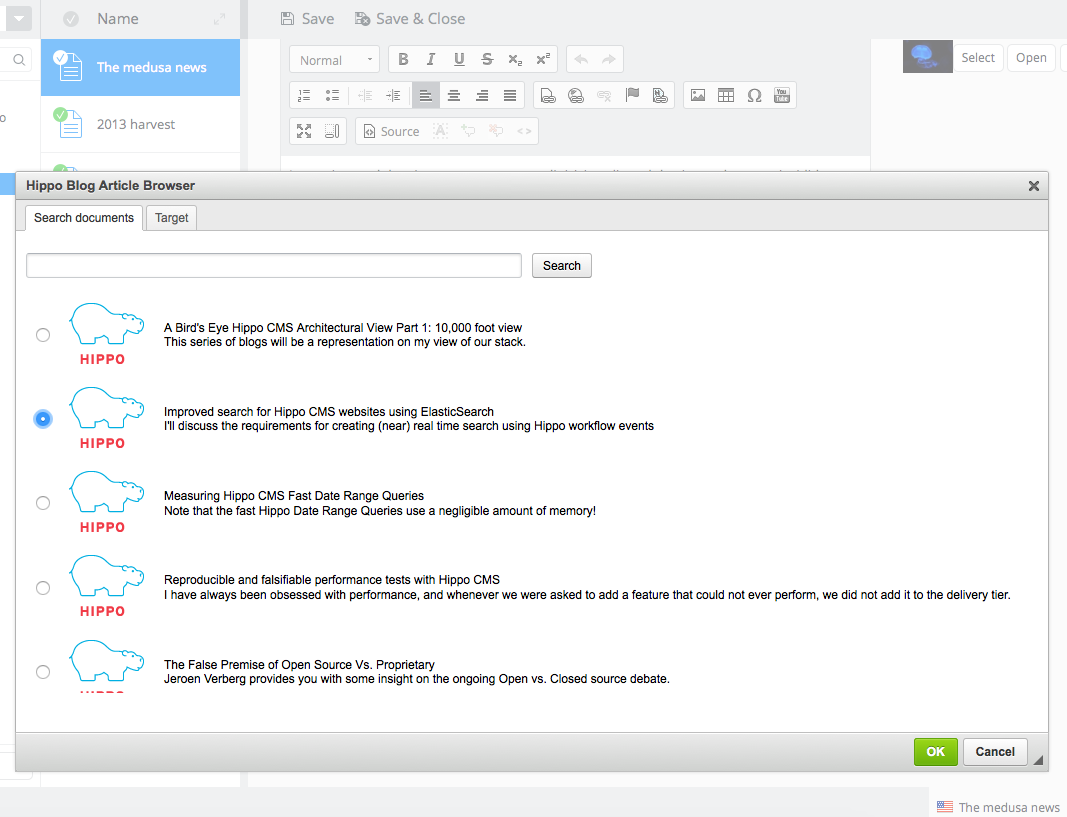 Name
Save
Save & Close
The medusa news
Normal
B I U S x₂ x²
Select
Open
2013 harvest
Ω
You
Tube
Source
A
Hippo Blog Article Browser
Search documents
Target
Search
A Bird's Eye Hippo CMS Architectural View Part 1: 10,000 foot view
This series of blogs will be a representation on my view of our stack.
HIPPO
Improved search for Hippo CMS websites using ElasticSearch
I'll discuss the requirements for creating (near) real time search using Hippo workflow events
HIPPO
Measuring Hippo CMS Fast Date Range Queries
Note that the fast Hippo Date Range Queries use a negligible amount of memory!
HIPPO
Reproducible and falsifiable performance tests with Hippo CMS
I have always been obsessed with performance, and whenever we were asked to add a feature that could not ever perform, we did not add it to the delivery tier.
HIPPO
The False Premise of Open Source Vs. Proprietary
Jeroen Verberg provides you with some insight on the ongoing Open vs. Closed source debate.
OK
Cancel
The medusa news